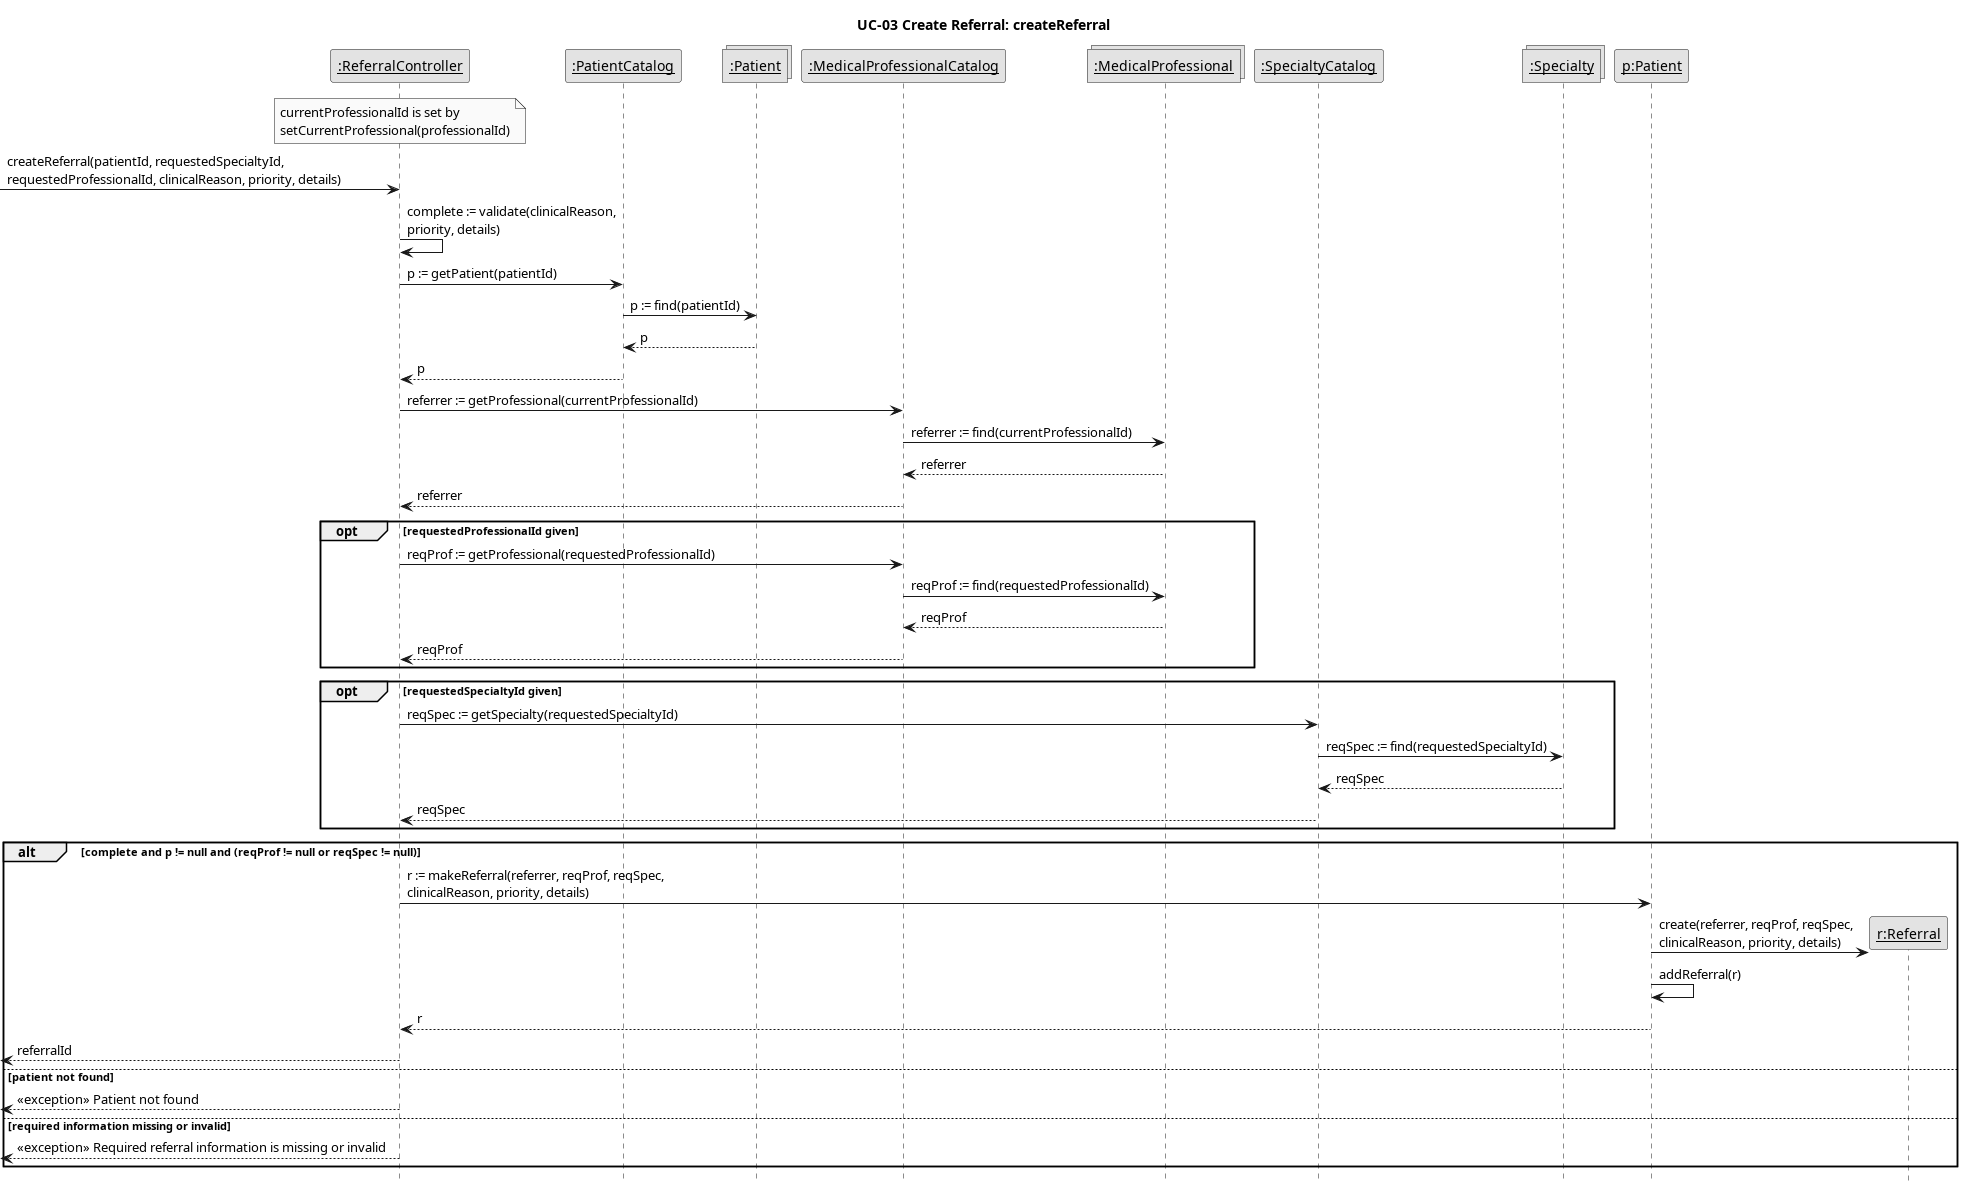 UC-03 Create Referral: createReferral
:ReferralController
:PatientCatalog
:Patient
:MedicalProfessionalCatalog
:MedicalProfessional
:SpecialtyCatalog
:Specialty
p:Patient
currentProfessionalId is set by
setCurrentProfessional(professionalId)
createReferral(patientId, requestedSpecialtyId,
requestedProfessionalId, clinicalReason, priority, details)
complete := validate(clinicalReason,
priority, details)
p := getPatient(patientId)
p := find(patientId)
p
p
referrer := getProfessional(currentProfessionalId)
referrer := find(currentProfessionalId)
referrer
referrer
opt [requestedProfessionalId given]
reqProf := getProfessional(requestedProfessionalId)
reqProf := find(requestedProfessionalId)
reqProf
reqProf
opt [requestedSpecialtyId given]
reqSpec := getSpecialty(requestedSpecialtyId)
reqSpec := find(requestedSpecialtyId)
reqSpec
reqSpec
alt [complete and p != null and (reqProf != null or reqSpec != null)]
r := makeReferral(referrer, reqProf, reqSpec,
clinicalReason, priority, details)
create(referrer, reqProf, reqSpec,
clinicalReason, priority, details)
r:Referral
addReferral(r)
r
referralId
[patient not found]
«exception» Patient not found
[required information missing or invalid]
«exception» Required referral information is missing or invalid